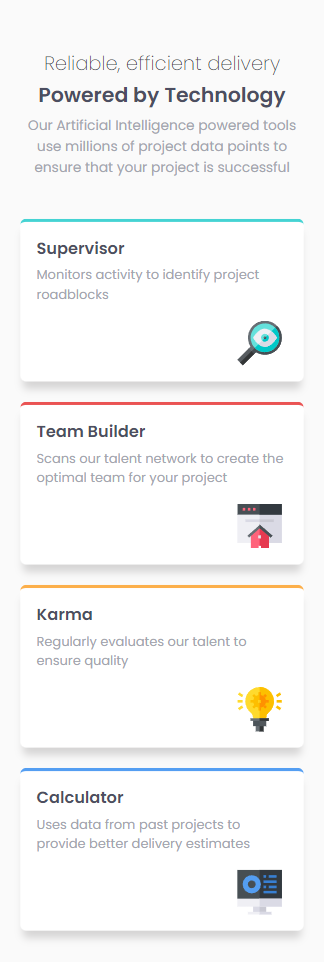 Reliable, efficient delivery
Powered by Technology
Our Artificial Intelligence powered tools
use millions of project data points to
ensure that your project is successful
Supervisor
Monitors activity to identify project
roadblocks
Team Builder
Scans our talent network to create the
optimal team for your project
Karma
Regularly evaluates our talent to
ensure quality
Calculator
Uses data from past projects to
provide better delivery estimates